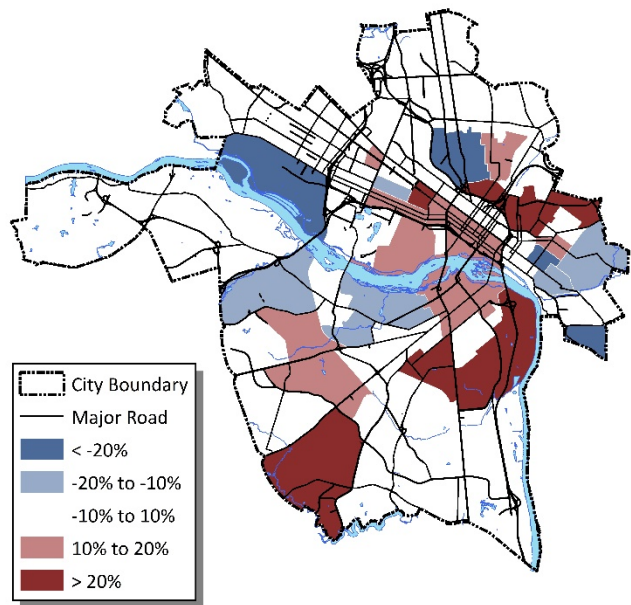 City Boundary
Major Road
< -20%
-20% to -10%
-10% to 10%
10% to 20%
> 20%